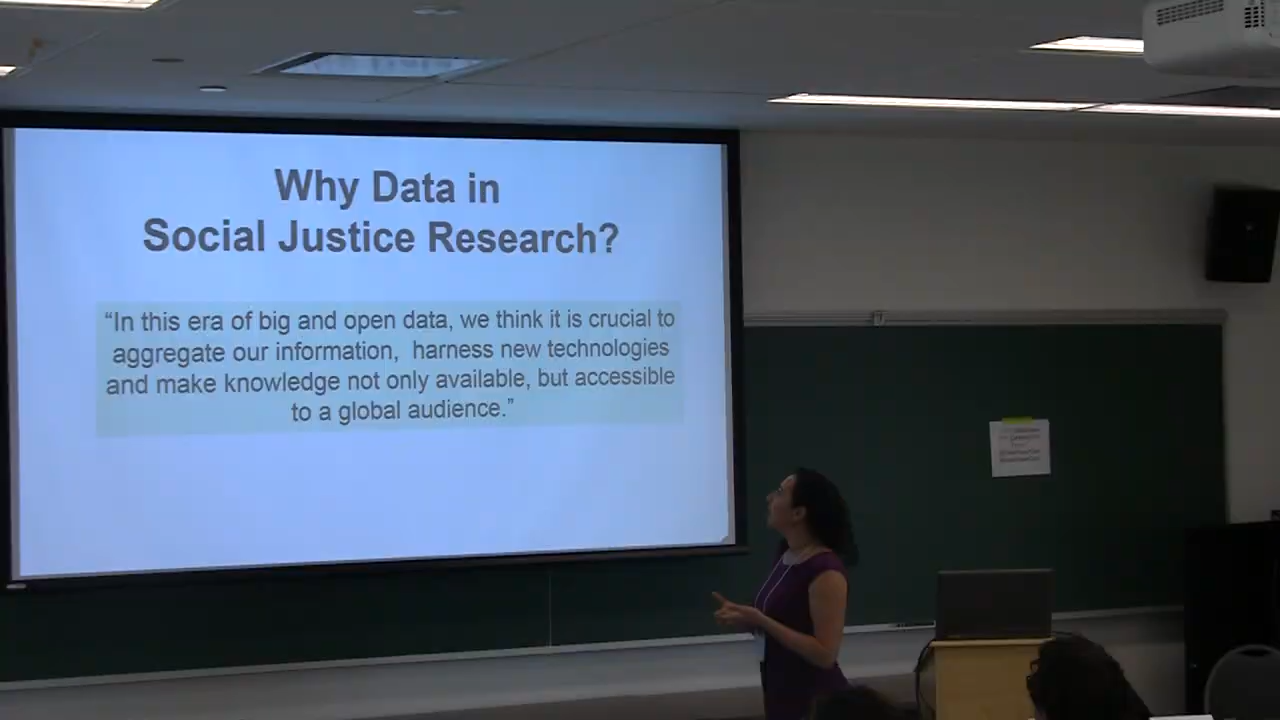 Why Data in
Social Justice Research?
“In this era of big and open data, we think it is crucial to
aggregate our information, harness new technologies
and make knowledge not only available, but accessible
to a global audience.”